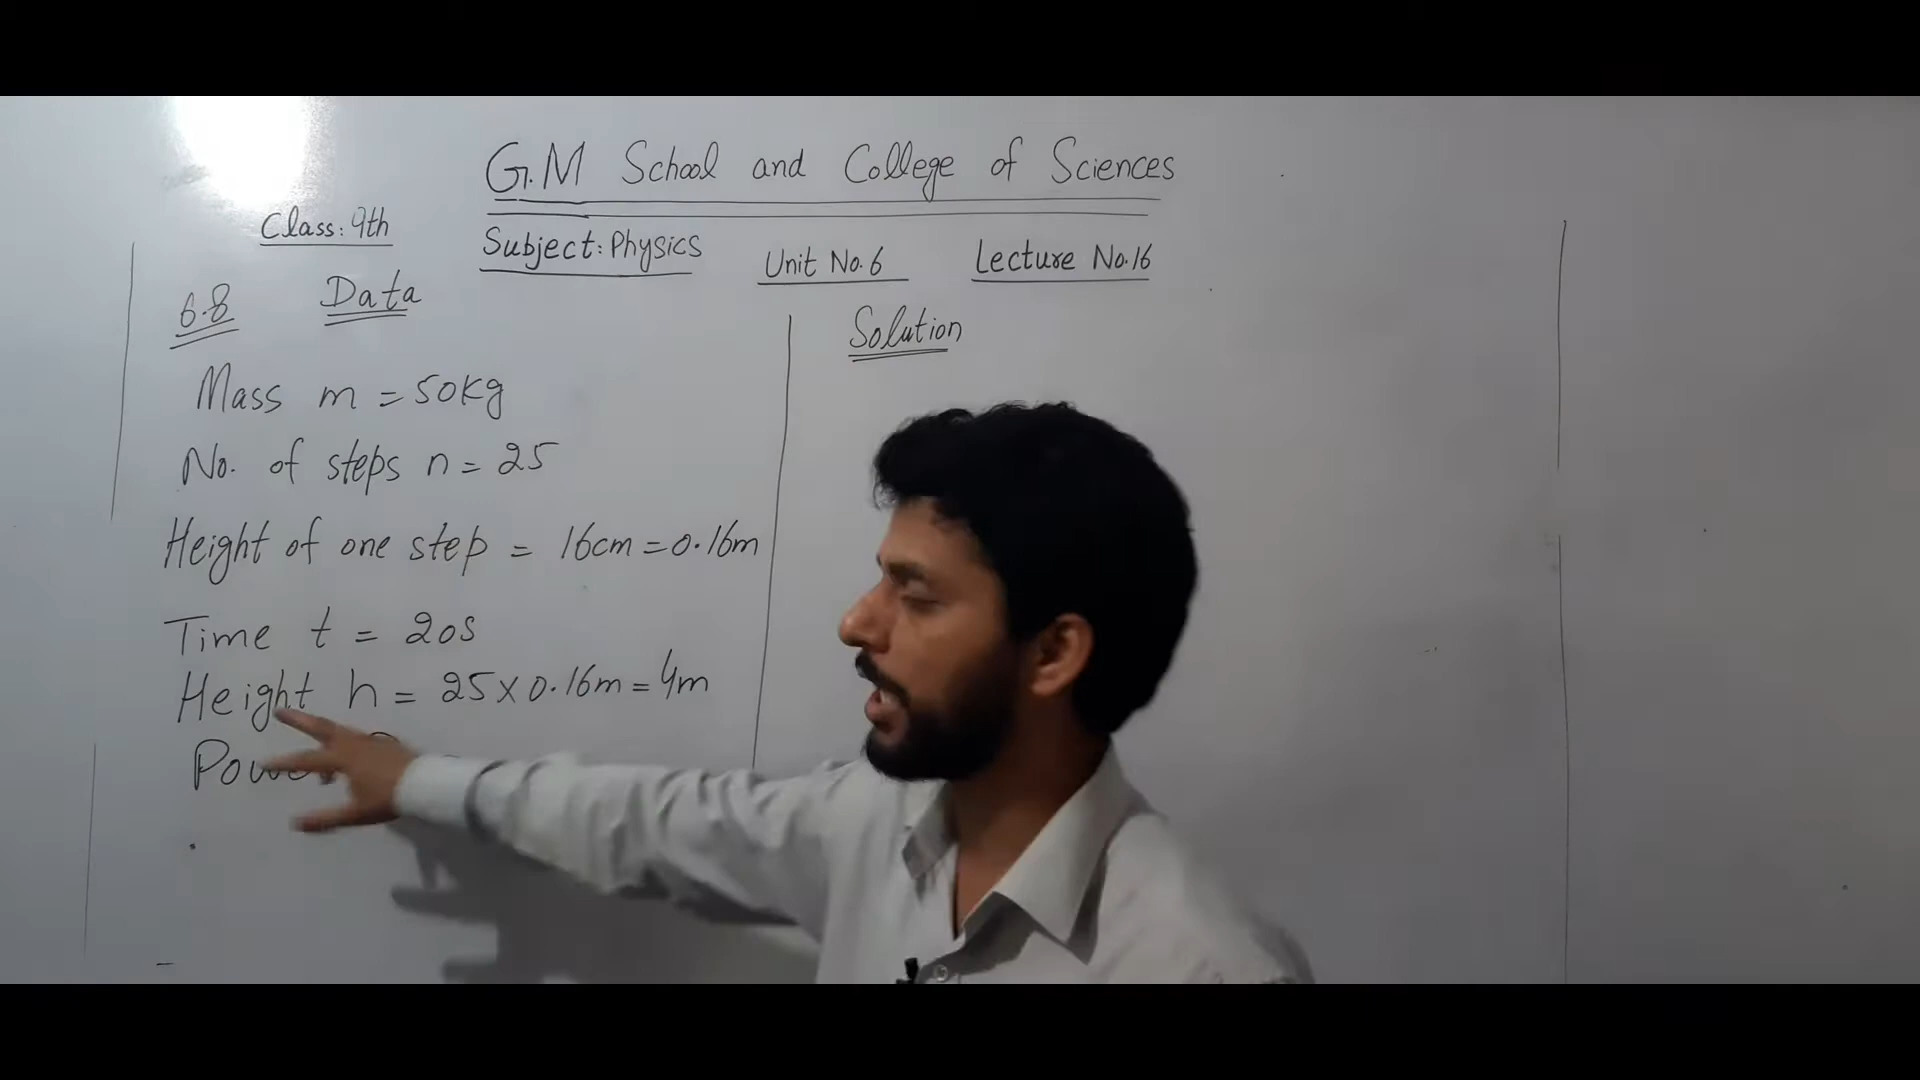 G.M School and College of Sciences
Class: 9th
Subject: Physics
Unit No. 6
Lecture No. 16
6.8
Data
Mass m = 50kg
No. of steps n = 25
Height of one step = 16cm = 0.16m
Time t = 20s
Height h = 25 x 0.16m = 4m
Power
Solution